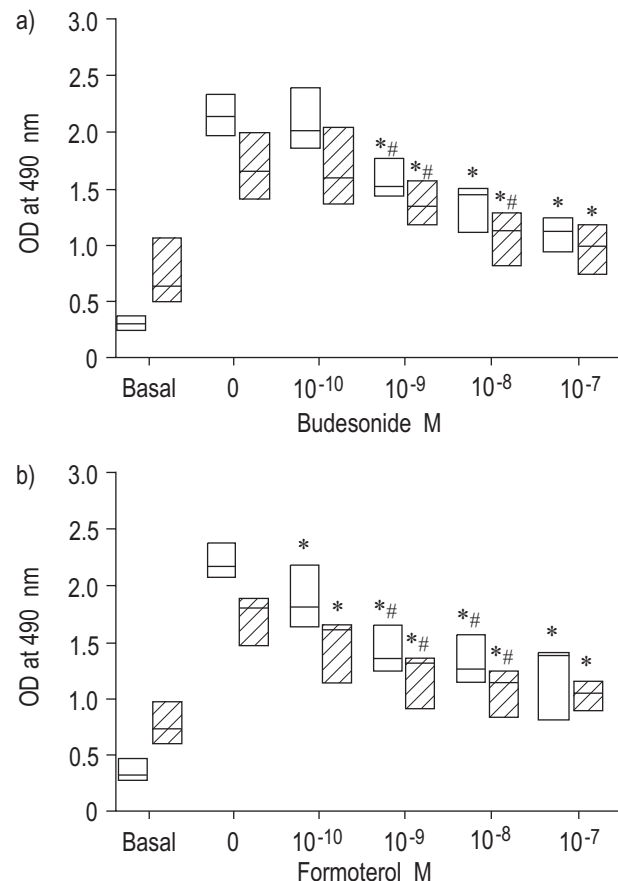 a)
3.0
2.5
2.0
1.5
1.0
0.5
0
OD at 490 nm
*# *# * *# * *
Basal 0 10⁻¹⁰ 10⁻⁹ 10⁻⁸ 10⁻⁷
Budesonide M
b)
3.0
2.5
2.0
1.5
1.0
0.5
0
OD at 490 nm
* * *# *# *# *# * *
Basal 0 10⁻¹⁰ 10⁻⁹ 10⁻⁸ 10⁻⁷
Formoterol M